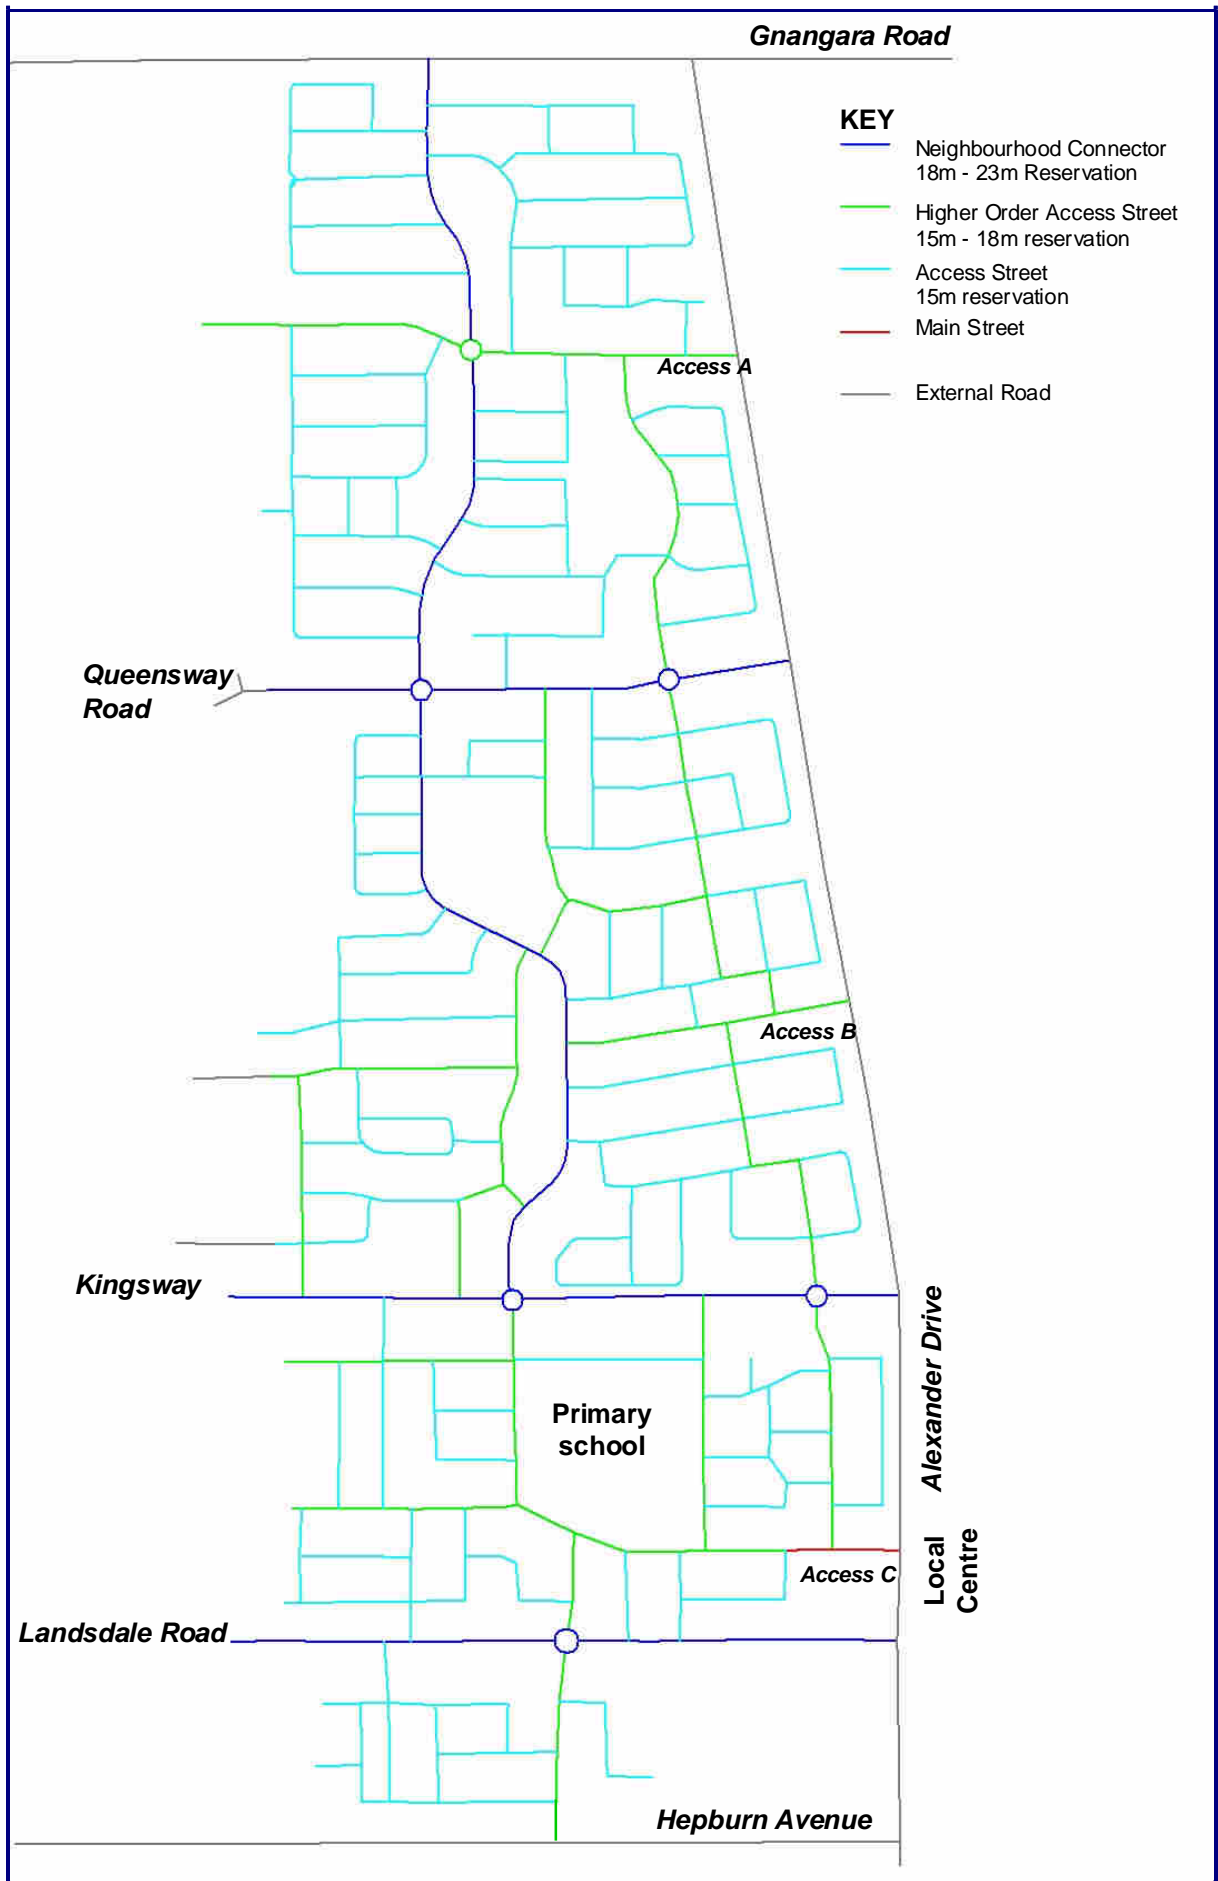 Gnangara Road
KEY
Neighbourhood Connector
18m - 23m Reservation
Higher Order Access Street
15m - 18m reservation
Access Street
15m reservation
Main Street
External Road
Access A
Queensway
Road
Access B
Kingsway
Alexander Drive
Primary
school
Local
Centre
Access C
Landsdale Road
Hepburn Avenue